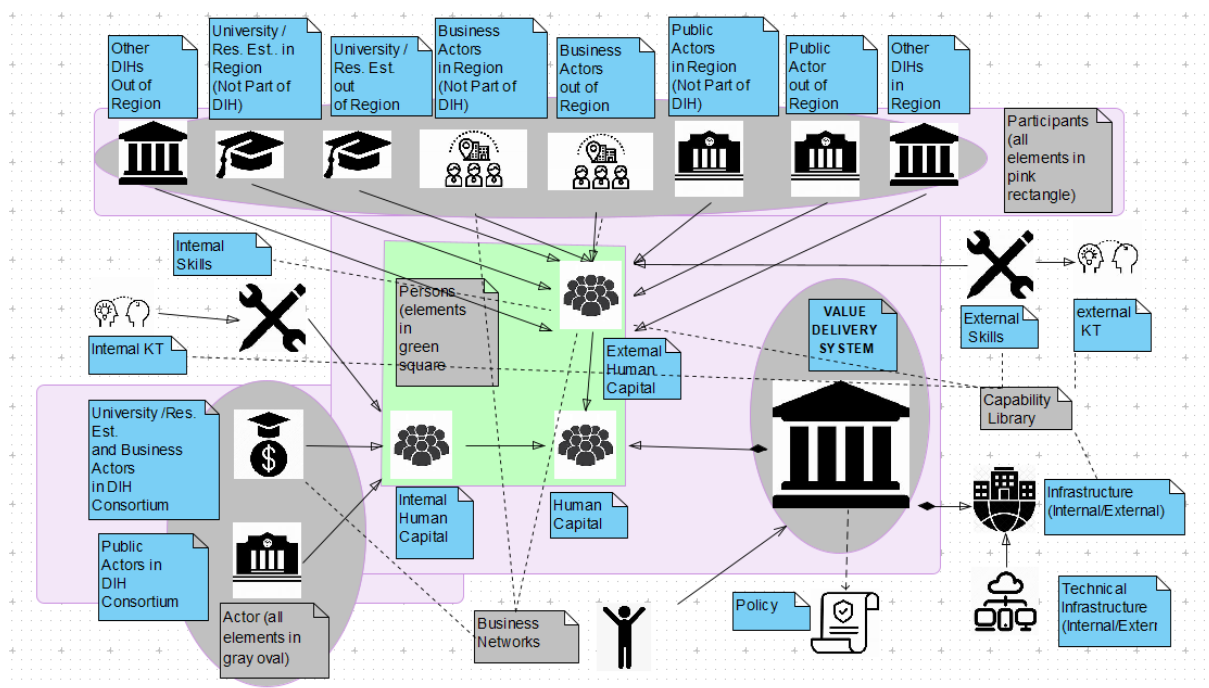 Other
DIHs
Out of
Region
University /
Res. Est.. in
Region
(Not Part of
DIH)
University /
Res. Est.
out
of Region
Business
Actors
in Region
(Not Part of
DIH)
Business
Actors
out of
Region
Public
Actors
in Region
(Not Part of
DIH)
Public
Actor
out of
Region
Other
DIHs
in
Region
Participants
(all
elements in
pink
rectangle)
Internal
Skills
Persons
(elements
in
green
square
External
Human
Capital
VALUE
DELIVERY
SYSTEM
External
Skills
external
KT
Internal KT
Capability
Library
University /Res.
Est.
and Business
Actors
in DIH
Consortium
Internal
Human
Capital
Human
Capital
Infrastructure
(Internal/External)
Public
Actors in
DIH
Consortium
Actor (all
elements in
gray oval)
Business
Networks
Policy
Technical
Infrastructure
(Internal/Exterr